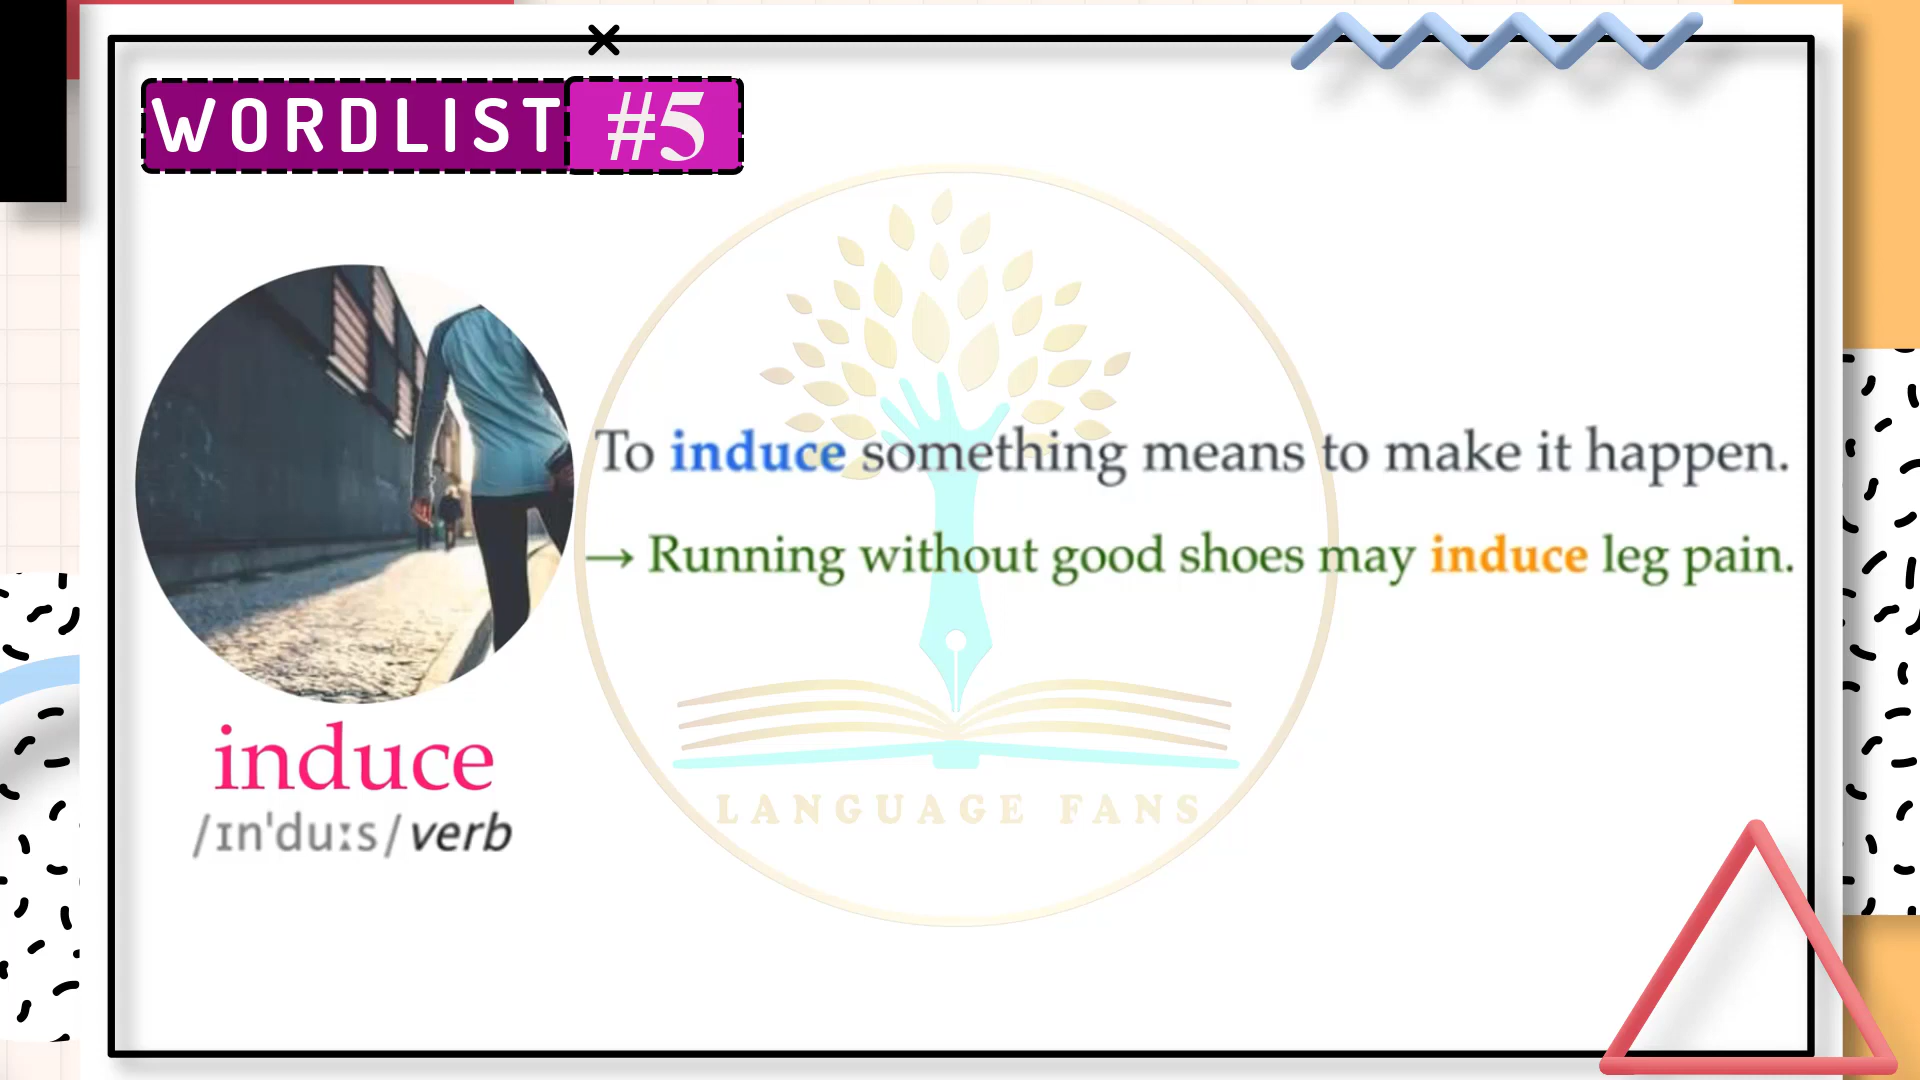 WORDLIST #5
To induce something means to make it happen.
→ Running without good shoes may induce leg pain.
induce
/ɪn'duːs/ verb
LANGUAGE FANS